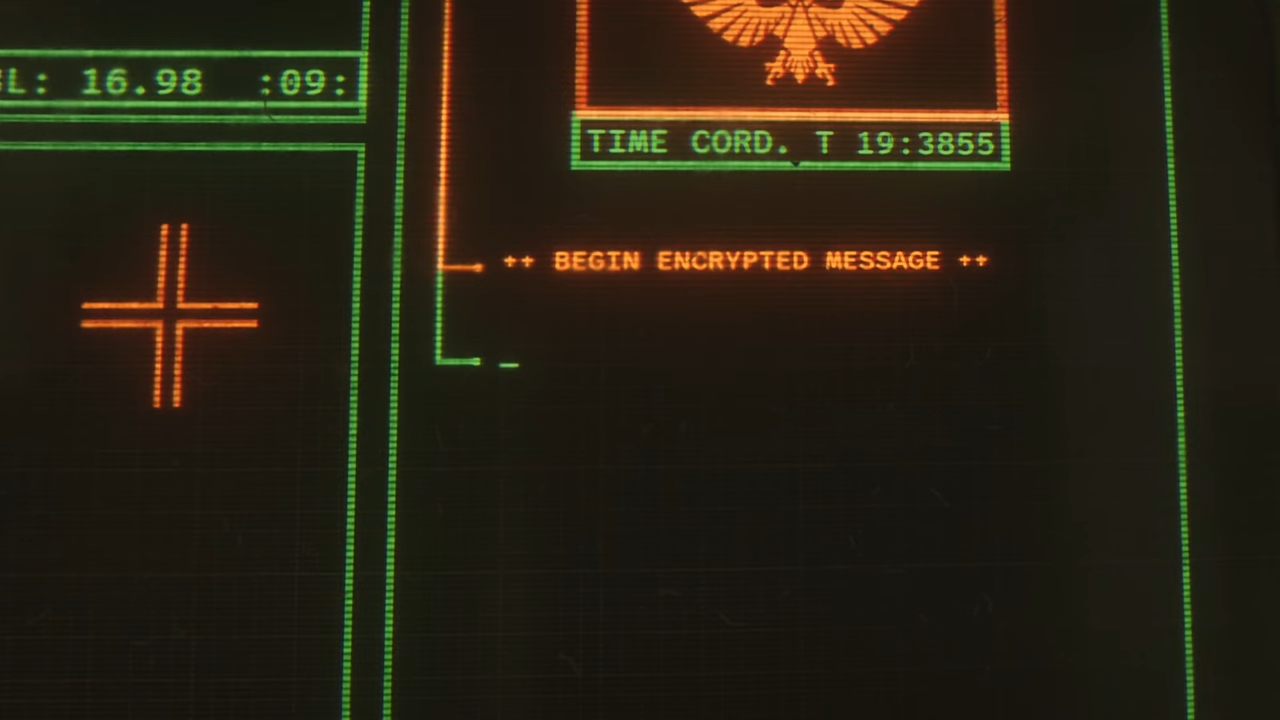 L: 16.98 :09:
TIME CORD. T 19:3855
++ BEGIN ENCRYPTED MESSAGE ++